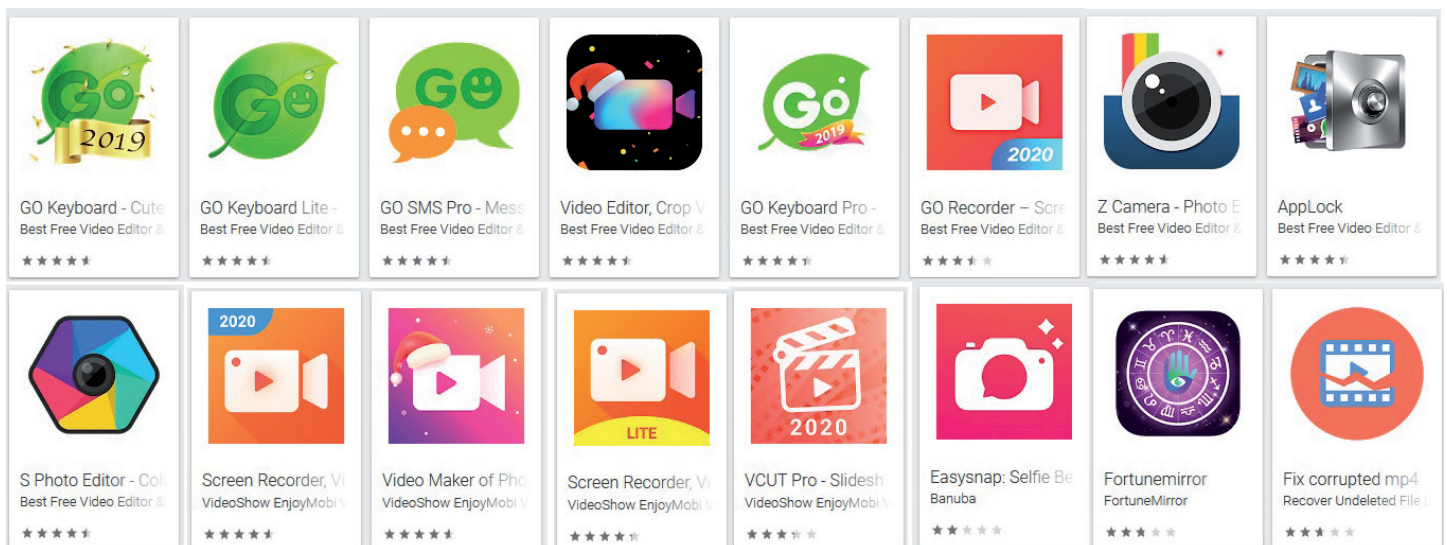 Go
2019
Go
GO
Go
2019
2020
GO Keyboard - Cute
Best Free Video Editor &
GO Keyboard Lite -
Best Free Video Editor &
GO SMS Pro - Mess
Best Free Video Editor &
Video Editor, Crop V
Best Free Video Editor &
GO Keyboard Pro -
Best Free Video Editor &
GO Recorder – Scre
Best Free Video Editor &
Z Camera - Photo E
Best Free Video Editor &
AppLock
Best Free Video Editor &
2020
LITE
2020
S Photo Editor - Coll
Best Free Video Editor &
Screen Recorder, Vi
VideoShow EnjoyMobi V
Video Maker of Pho
VideoShow EnjoyMobi V
Screen Recorder, Vi
VideoShow EnjoyMobi V
VCUT Pro - Slidesh
VideoShow EnjoyMobi V
Easysnap: Selfie Be
Banuba
Fortunemirror
FortuneMirror
Fix corrupted mp4
Recover Undeleted File L